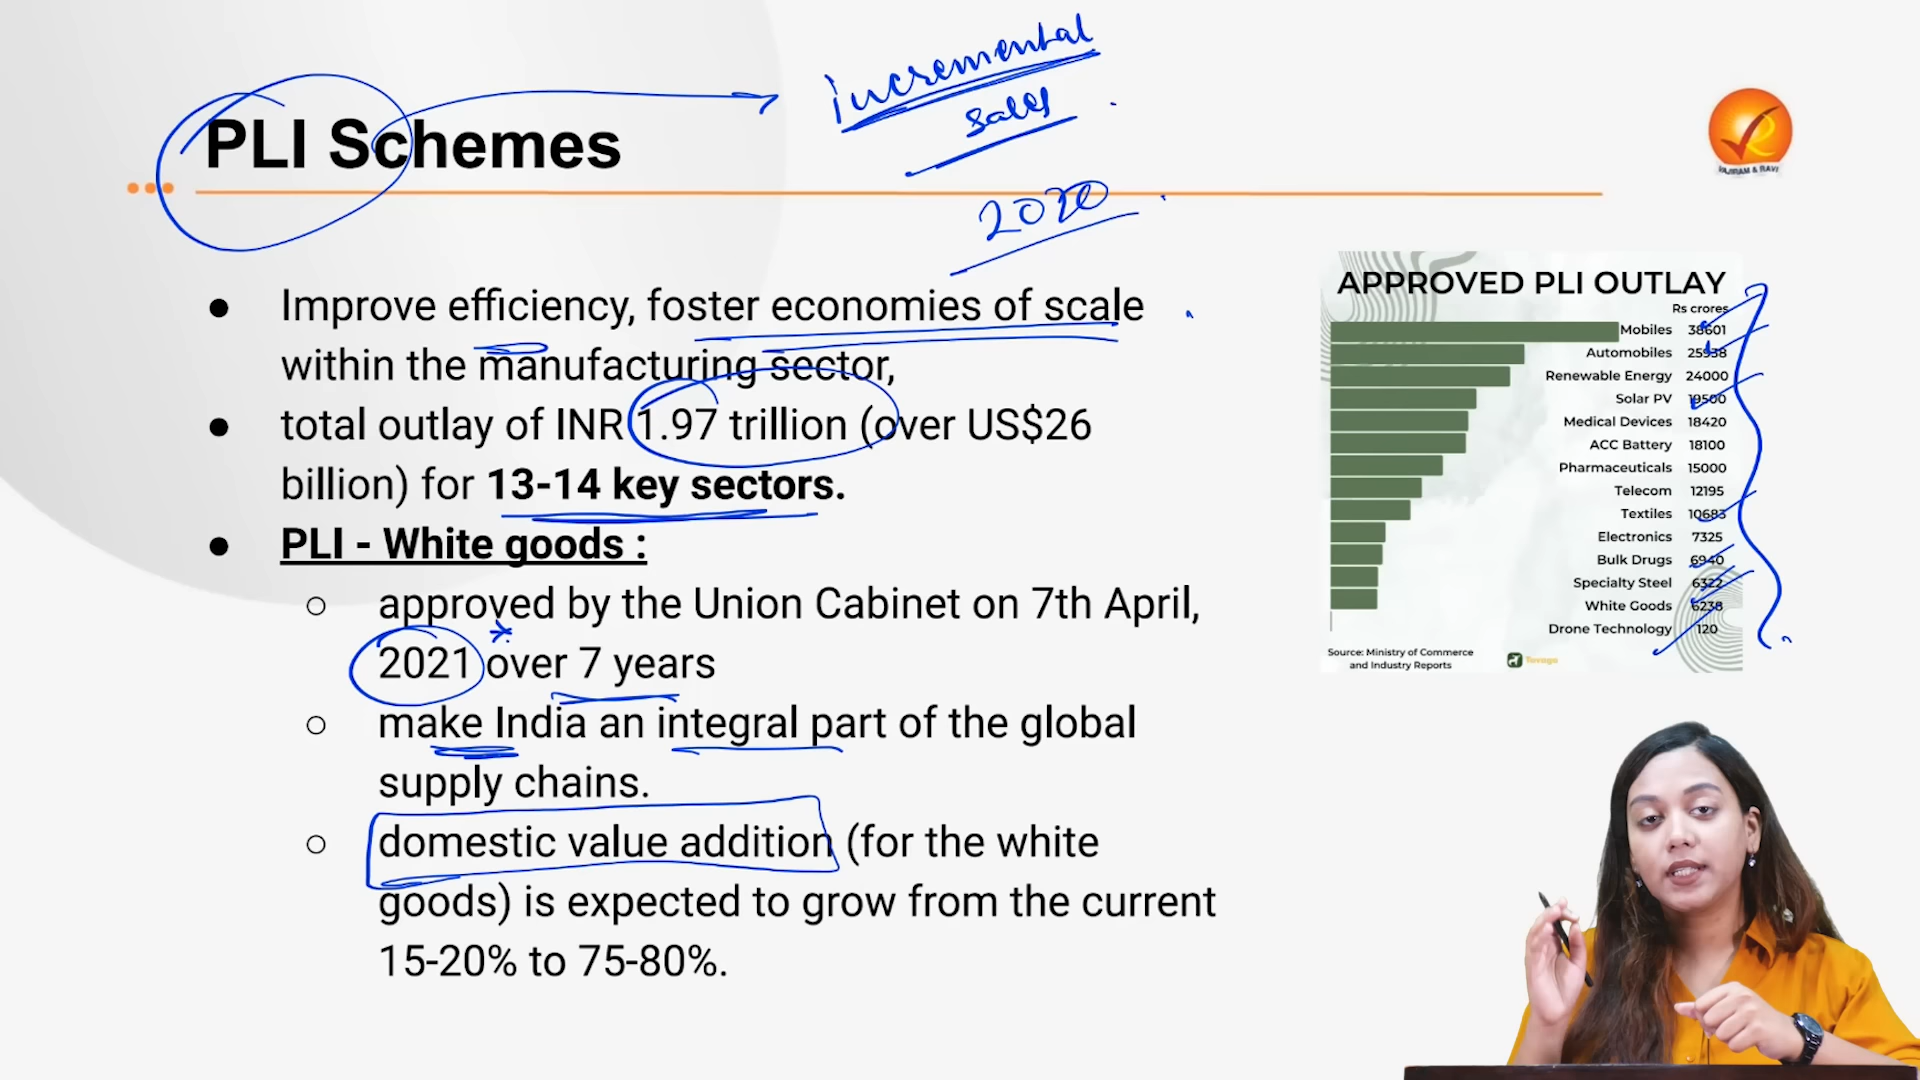 incremental
sales
2020
PLI Schemes
RAJIRAM & RAVI
● Improve efficiency, foster economies of scale
within the manufacturing sector,
● total outlay of INR 1.97 trillion (over US$26
billion) for 13-14 key sectors.
● PLI - White goods :
○ approved by the Union Cabinet on 7th April,
2021 over 7 years
○ make India an integral part of the global
supply chains.
○ domestic value addition (for the white
goods) is expected to grow from the current
15-20% to 75-80%.
APPROVED PLI OUTLAY
Rs crores
Mobiles 38601
Automobiles 25938
Renewable Energy 24000
Solar PV 19500
Medical Devices 18420
ACC Battery 18100
Pharmaceuticals 15000
Telecom 12195
Textiles 10683
Electronics 7325
Bulk Drugs 6940
Specialty Steel 6322
White Goods 6238
Drone Technology 120
Source: Ministry of Commerce
and Industry Reports
Tavaga